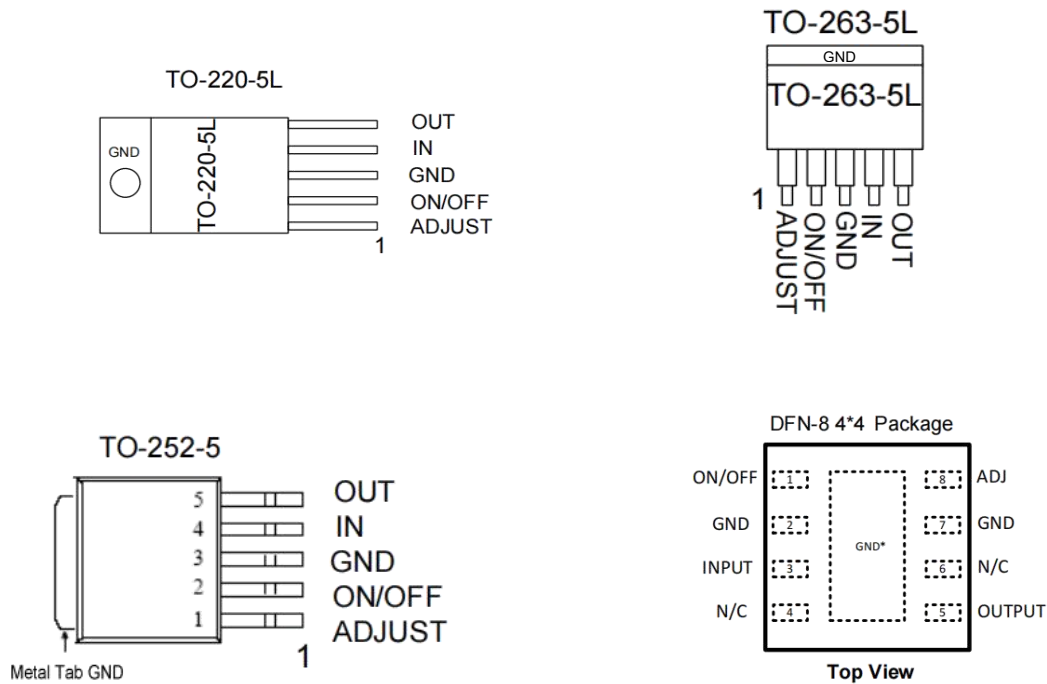 TO-220-5L
GND
TO-220-5L
OUT
IN
GND
ON/OFF
ADJUST
1
TO-263-5L
GND
TO-263-5L
1
ADJUST
ON/OFF
GND
IN
OUT
TO-252-5
5
4
3
2
1
OUT
IN
GND
ON/OFF
ADJUST
1
Metal Tab GND
DFN-8 4*4 Package
ON/OFF 1
GND 2
INPUT 3
N/C 4
GND*
8 ADJ
7 GND
6 N/C
5 OUTPUT
Top View